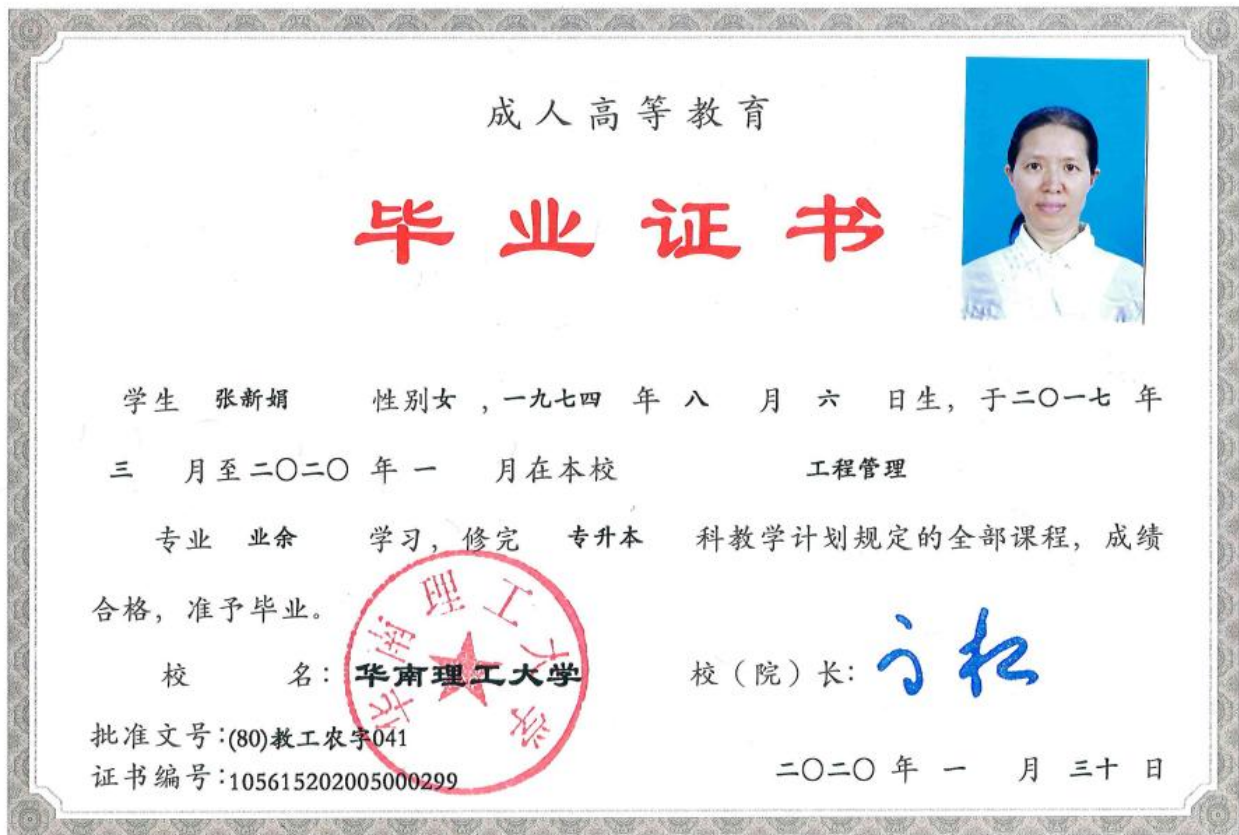 成人高等教育
毕业证书
学生 张新娟 性别女 ，一九七四 年 八 月 六 日生，于二〇一七 年
三 月至二〇二〇 年 一 月在本校 工程管理
专业 业余 学习，修完 专升本 科教学计划规定的全部课程，成绩
合格，准予毕业。
华南理工大学
校 名：华南理工大学 校（院）长：
批准文号：(80)教工农字041
证书编号：105615202005000299
二〇二〇 年 一 月 三十 日